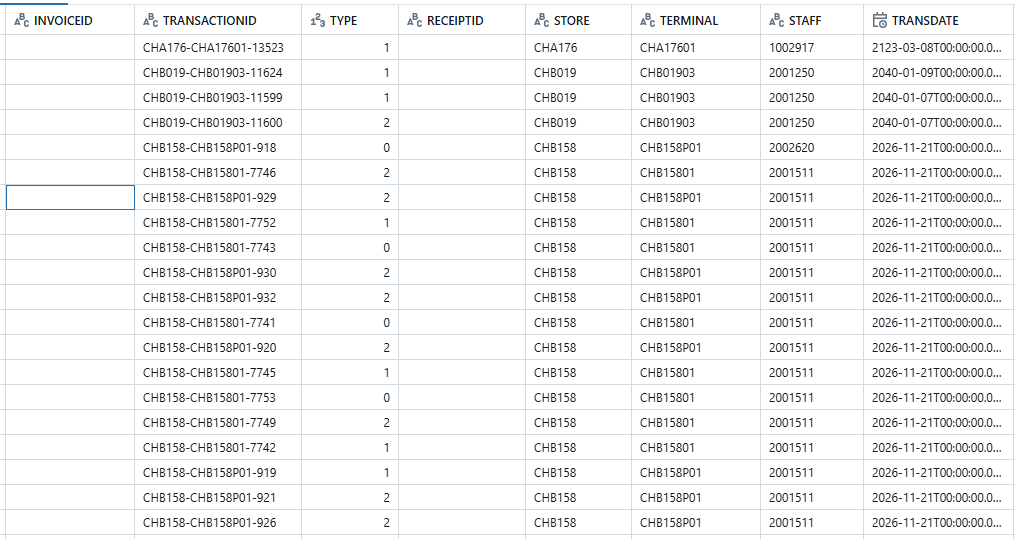 ABC INVOICEID ABC TRANSACTIONID 123 TYPE ABC RECEIPTID ABC STORE ABC TERMINAL ABC STAFF TRANSDATE
CHA176-CHA17601-13523 1 CHA176 CHA17601 1002917 2123-03-08T00:00:00.0...
CHB019-CHB01903-11624 1 CHB019 CHB01903 2001250 2040-01-09T00:00:00.0...
CHB019-CHB01903-11599 1 CHB019 CHB01903 2001250 2040-01-07T00:00:00.0...
CHB019-CHB01903-11600 2 CHB019 CHB01903 2001250 2040-01-07T00:00:00.0...
CHB158-CHB158P01-918 0 CHB158 CHB158P01 2002620 2026-11-21T00:00:00.0...
CHB158-CHB15801-7746 2 CHB158 CHB15801 2001511 2026-11-21T00:00:00.0...
CHB158-CHB158P01-929 2 CHB158 CHB158P01 2001511 2026-11-21T00:00:00.0...
CHB158-CHB15801-7752 1 CHB158 CHB15801 2001511 2026-11-21T00:00:00.0...
CHB158-CHB15801-7743 0 CHB158 CHB15801 2001511 2026-11-21T00:00:00.0...
CHB158-CHB158P01-930 2 CHB158 CHB158P01 2001511 2026-11-21T00:00:00.0...
CHB158-CHB158P01-932 2 CHB158 CHB158P01 2001511 2026-11-21T00:00:00.0...
CHB158-CHB15801-7741 0 CHB158 CHB15801 2001511 2026-11-21T00:00:00.0...
CHB158-CHB158P01-920 2 CHB158 CHB158P01 2001511 2026-11-21T00:00:00.0...
CHB158-CHB15801-7745 1 CHB158 CHB15801 2001511 2026-11-21T00:00:00.0...
CHB158-CHB15801-7753 0 CHB158 CHB15801 2001511 2026-11-21T00:00:00.0...
CHB158-CHB15801-7749 2 CHB158 CHB15801 2001511 2026-11-21T00:00:00.0...
CHB158-CHB15801-7742 1 CHB158 CHB15801 2001511 2026-11-21T00:00:00.0...
CHB158-CHB158P01-919 1 CHB158 CHB158P01 2001511 2026-11-21T00:00:00.0...
CHB158-CHB158P01-921 2 CHB158 CHB158P01 2001511 2026-11-21T00:00:00.0...
CHB158-CHB158P01-926 2 CHB158 CHB158P01 2001511 2026-11-21T00:00:00.0...